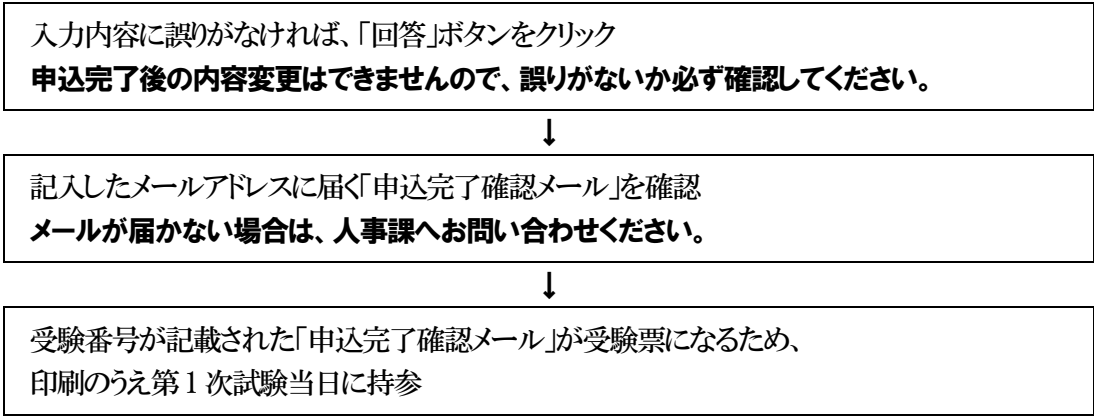 入力内容に誤りがなければ、「回答」ボタンをクリック
申込完了後の内容変更はできませんので、誤りがないか必ず確認してください。
↓
記入したメールアドレスに届く「申込完了確認メール」を確認
メールが届かない場合は、人事課へお問い合わせください。
↓
受験番号が記載された「申込完了確認メール」が受験票になるため、
印刷のうえ第1次試験当日に持参